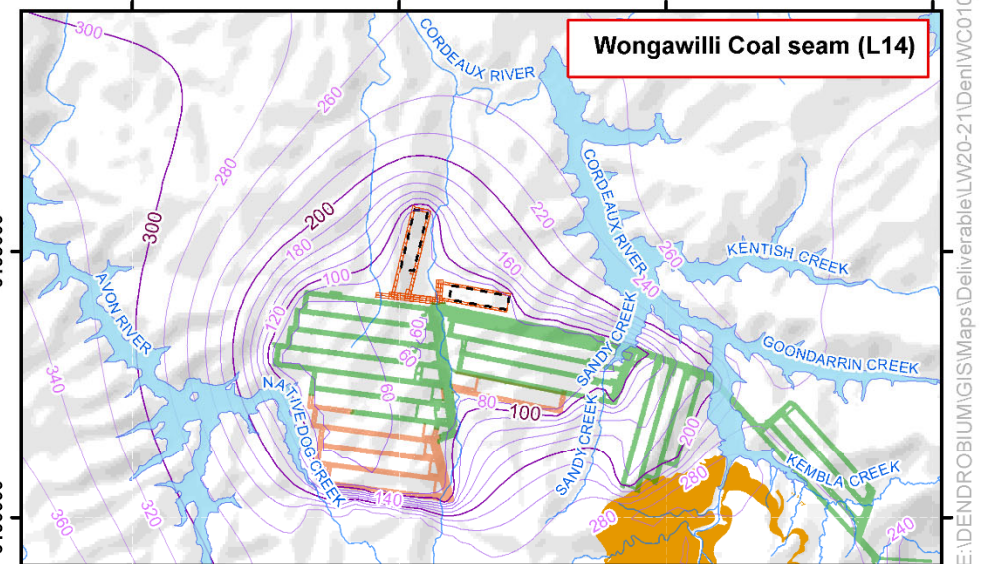 Wongawilli Coal seam (L14)
300
CORDEAUX RIVER
260
280
200
220
CORDEAUX RIVER
300
180
160
260
KENTISH CREEK
240
100
AVON RIVER
120
60
80
SANDY CREEK
GOONDARRIN CREEK
340
NATIVE DOG CREEK
60
80
100
SANDY CREEK
200
KEMBLA CREEK
140
280
280
360
320
240
E:\DENDROBIUM\GIS\Maps\Deliverable\LW20-21\Den\WC010